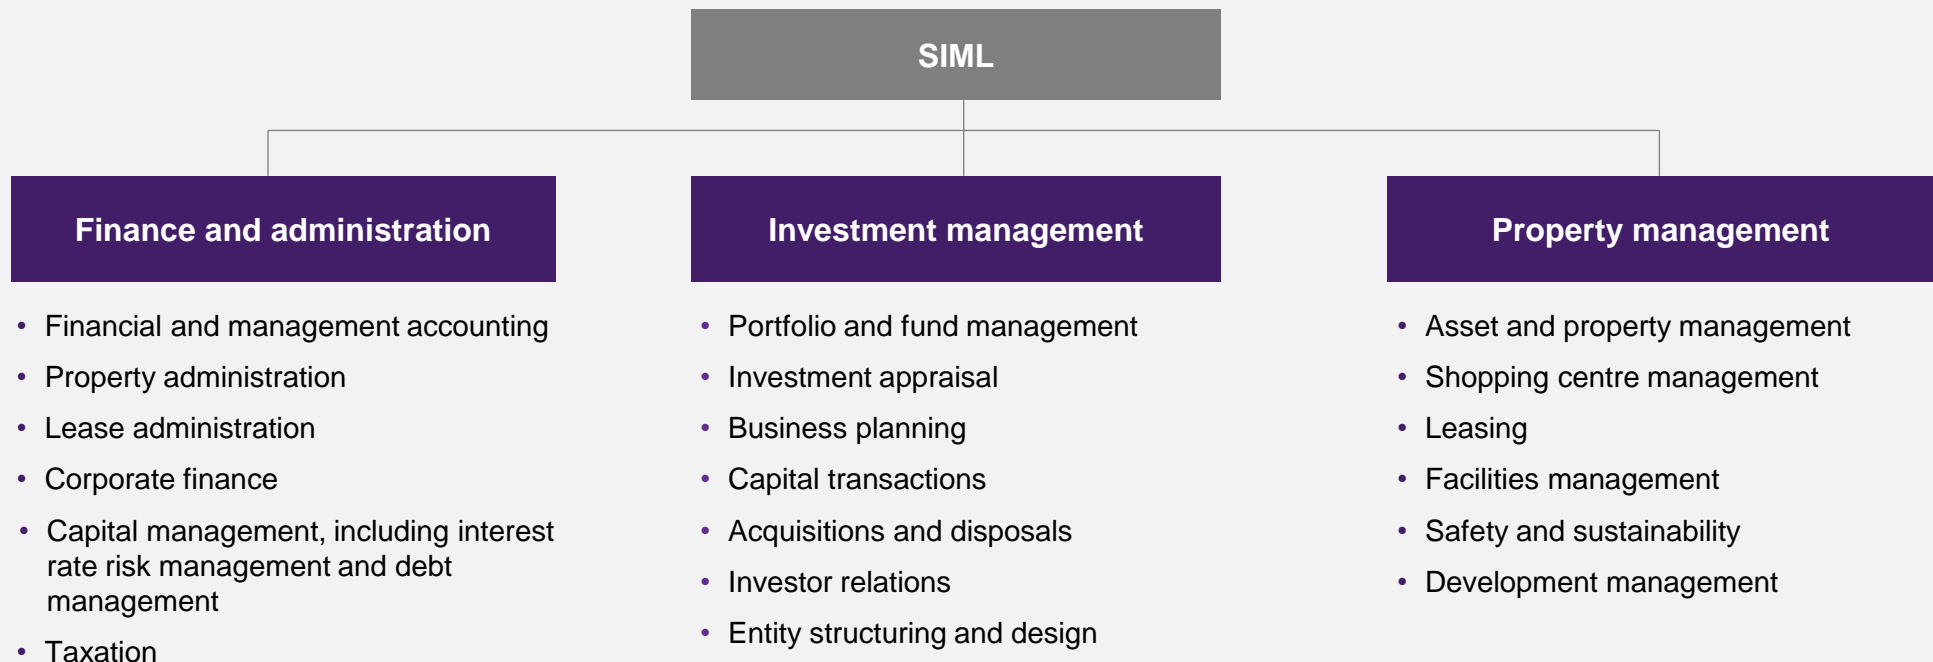 SIML
Finance and administration
• Financial and management accounting
• Property administration
• Lease administration
• Corporate finance
• Capital management, including interest
rate risk management and debt
management
• Taxation
Investment management
• Portfolio and fund management
• Investment appraisal
• Business planning
• Capital transactions
• Acquisitions and disposals
• Investor relations
• Entity structuring and design
Property management
• Asset and property management
• Shopping centre management
• Leasing
• Facilities management
• Safety and sustainability
• Development management